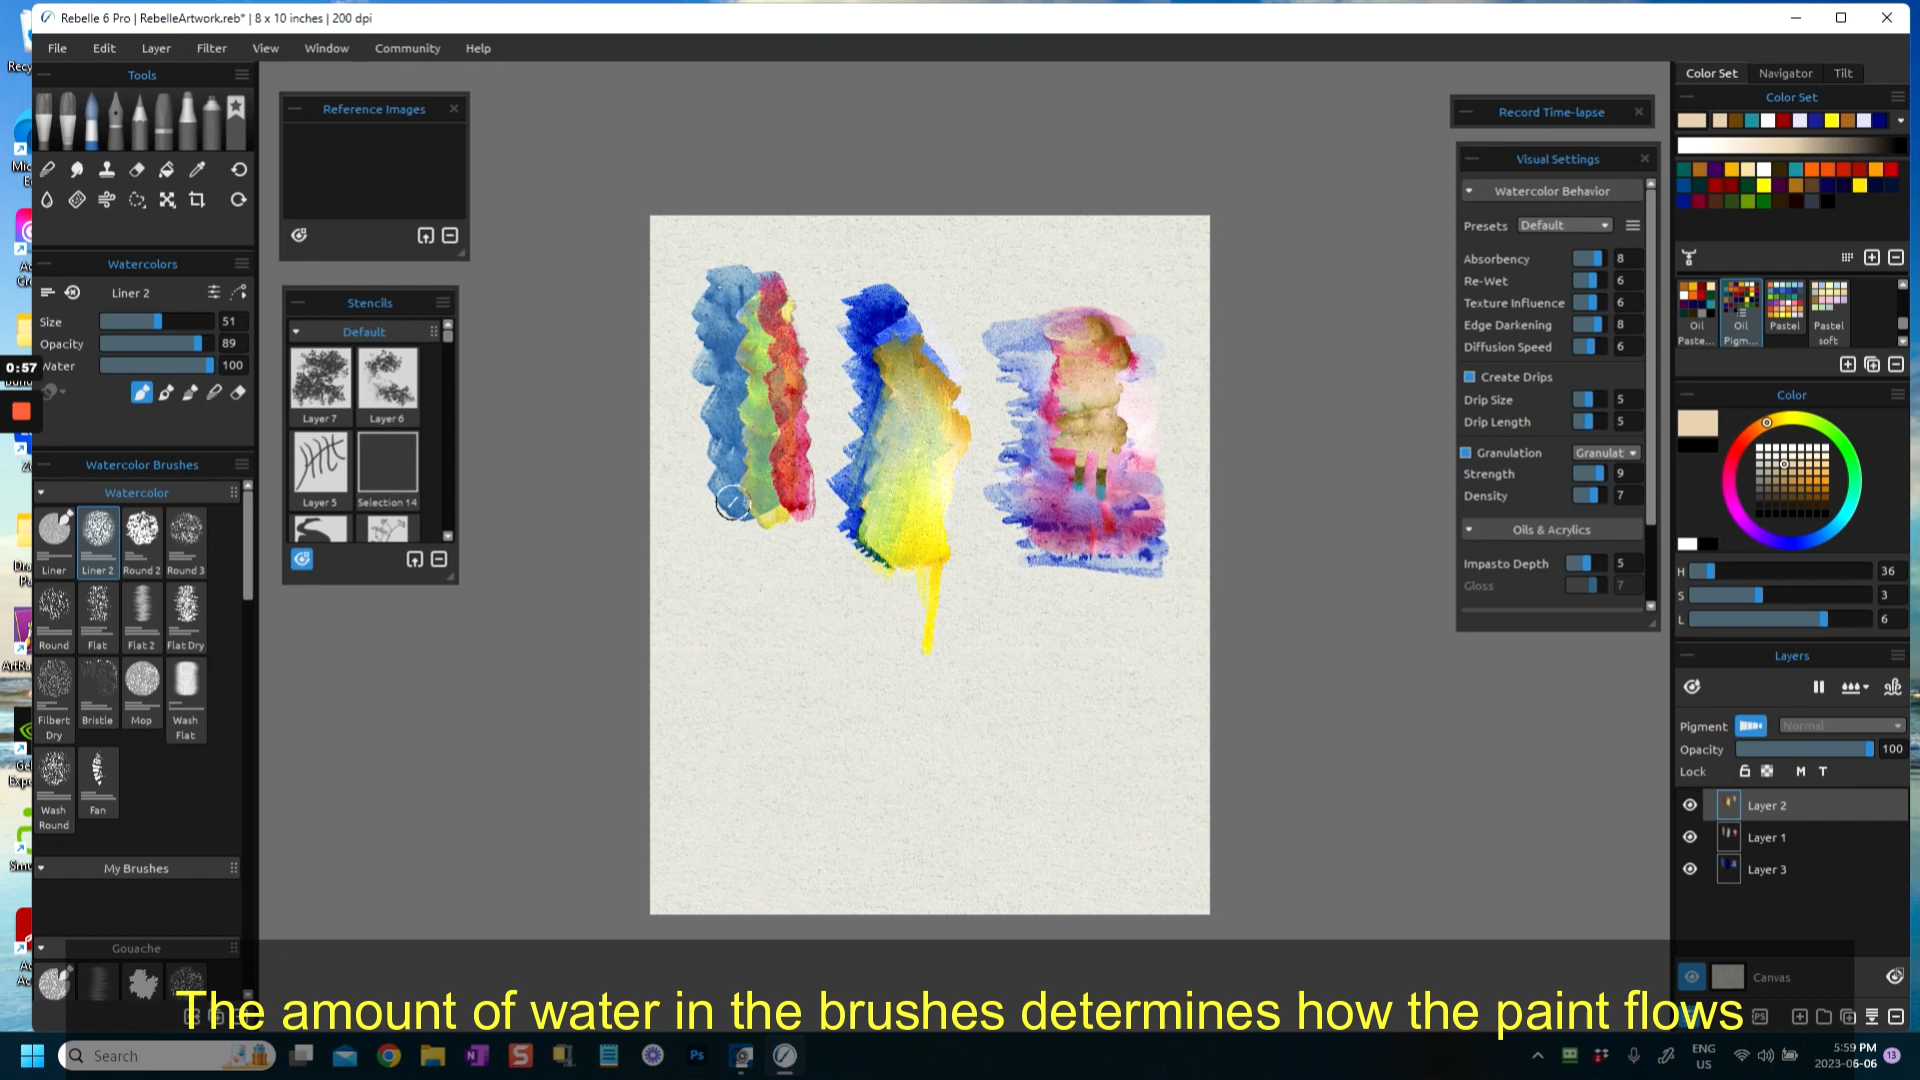 Rebelle 6 Pro | RebelleArtwork.reb* | 8 x 10 inches | 200 dpi
File Edit Layer Filter View Window Community Help
Tools
Watercolors
Liner 2
Size 51
Opacity 89
Water 100
0:57
Watercolor Brushes
Watercolor
Liner Liner 2 Round 2 Round 3
Round Flat Flat 2 Flat Dry
Filbert Dry Bristle Mop Wash Flat
Wash Round Fan
My Brushes
Gouache
Reference Images
Stencils
Default
Layer 7 Layer 6
Layer 5 Selection 14
Record Time-lapse
Visual Settings
Watercolor Behavior
Presets Default
Absorbency 8
Re-Wet 6
Texture Influence 6
Edge Darkening 8
Diffusion Speed 6
Create Drips
Drip Size 5
Drip Length 5
Granulation Granulat
Strength 9
Density 7
Oils & Acrylics
Impasto Depth 5
Gloss 7
Color Set Navigator Tilt
Color Set
Oil Paste... Oil Pigm... Pastel Pastel soft
Color
H 36
S 3
L 6
Layers
Pigment Normal
Opacity 100
Lock M T
Layer 2
Layer 1
Layer 3
Canvas
The amount of water in the brushes determines how the paint flows
Search
Ps
ENG
US
5:59 PM
2023-06-06
13